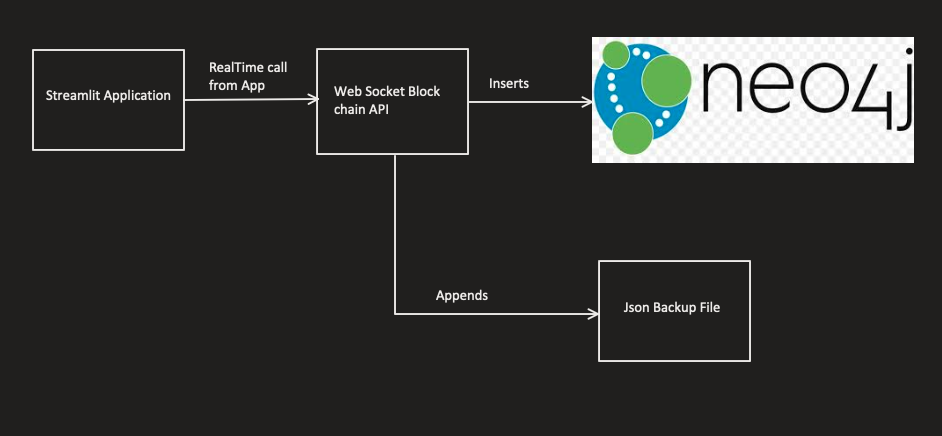 Streamlit Application
RealTime call
from App
Web Socket Block
chain API
Inserts
neo4j
Appends
Json Backup File